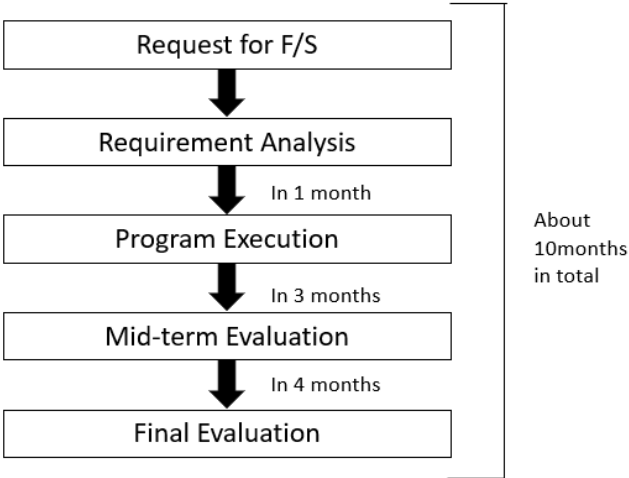 Request for F/S
Requirement Analysis
In 1 month
Program Execution
In 3 months
Mid-term Evaluation
In 4 months
Final Evaluation
About
10months
in total